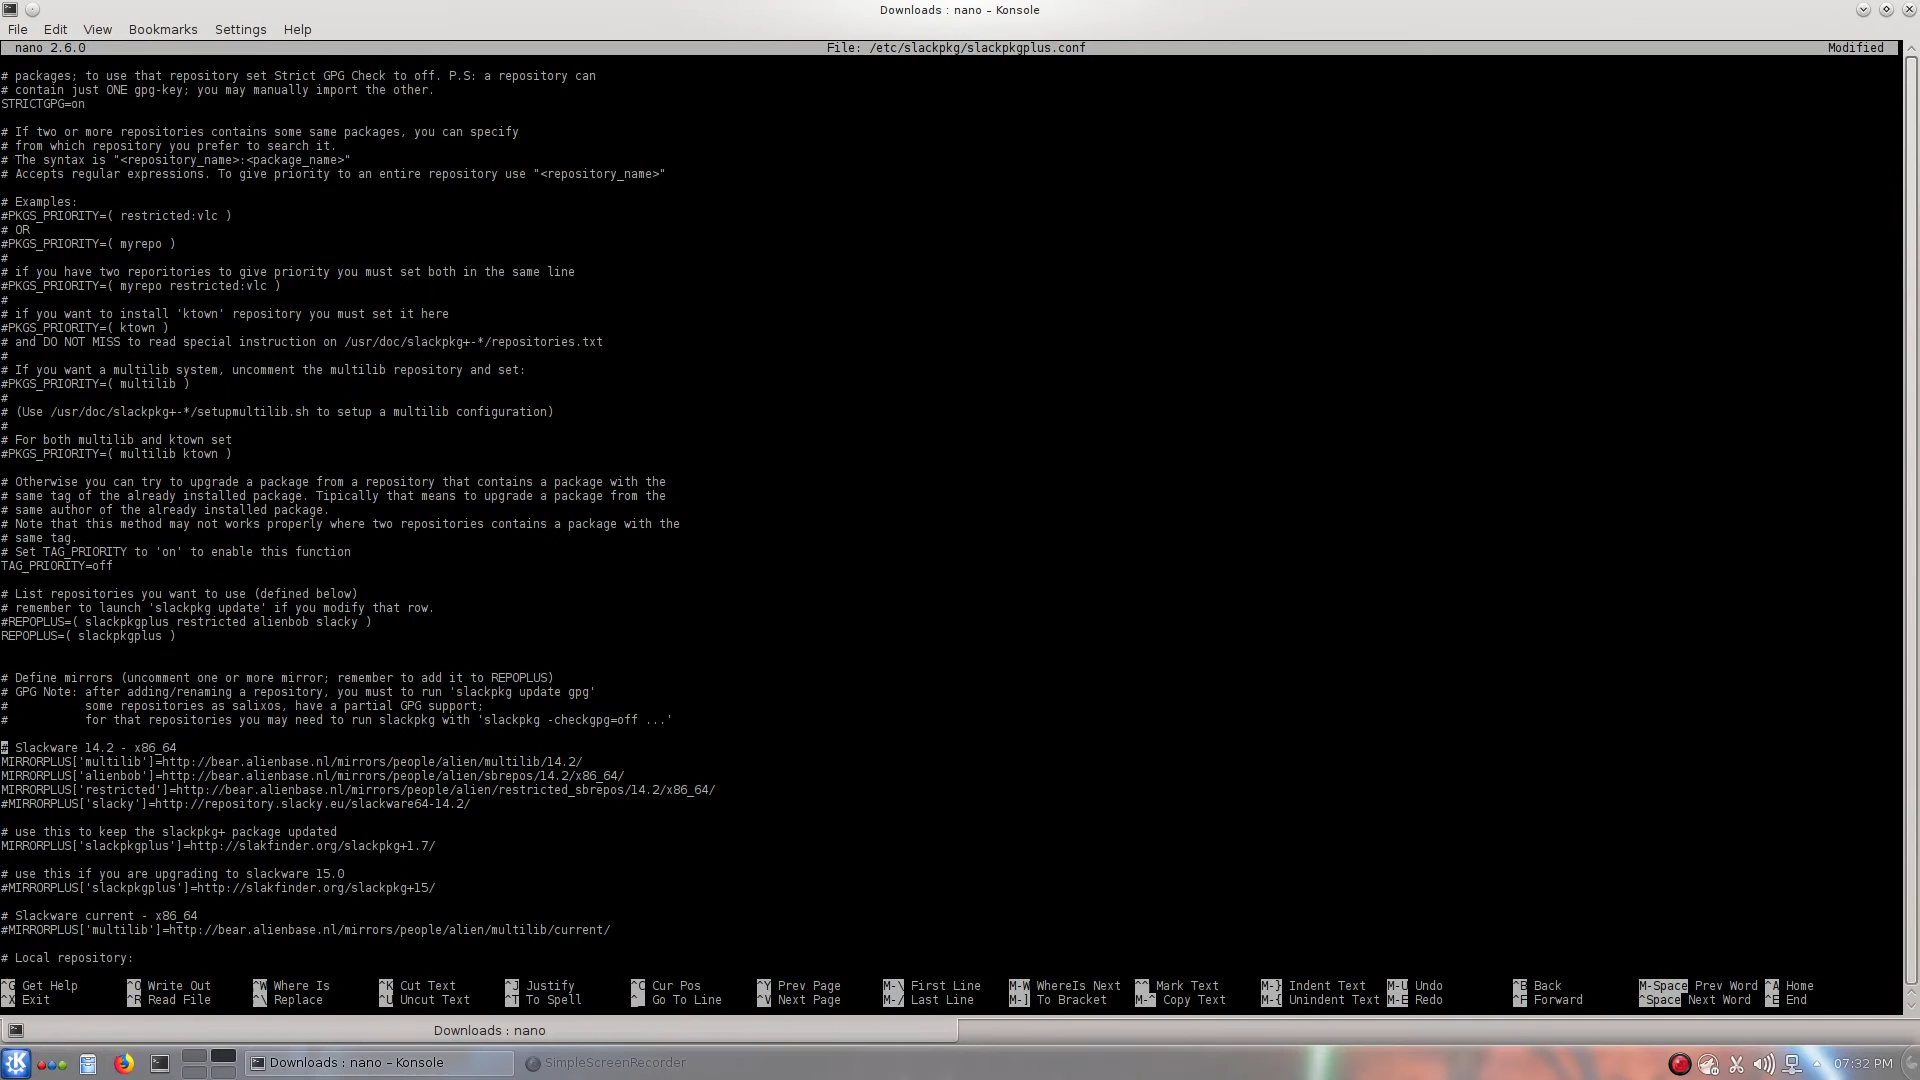 Downloads : nano – Konsole
File Edit View Bookmarks Settings Help
nano 2.6.0 File: /etc/slackpkg/slackpkgplus.conf Modified
# packages; to use that repository set Strict GPG Check to off. P.S: a repository can
# contain just ONE gpg-key; you may manually import the other.
STRICTGPG=on
# If two or more repositories contains some same packages, you can specify
# from which repository you prefer to search it.
# The syntax is "<repository_name>:<package_name>"
# Accepts regular expressions. To give priority to an entire repository use "<repository_name>"
# Examples:
#PKGS_PRIORITY=( restricted:vlc )
# OR
#PKGS_PRIORITY=( myrepo )
#
# if you have two reporitories to give priority you must set both in the same line
#PKGS_PRIORITY=( myrepo restricted:vlc )
#
# if you want to install 'ktown' repository you must set it here
#PKGS_PRIORITY=( ktown )
# and DO NOT MISS to read special instruction on /usr/doc/slackpkg+-*/repositories.txt
#
# If you want a multilib system, uncomment the multilib repository and set:
#PKGS_PRIORITY=( multilib )
#
# (Use /usr/doc/slackpkg+-*/setupmultilib.sh to setup a multilib configuration)
#
# For both multilib and ktown set
#PKGS_PRIORITY=( multilib ktown )
# Otherwise you can try to upgrade a package from a repository that contains a package with the
# same tag of the already installed package. Tipically that means to upgrade a package from the
# same author of the already installed package.
# Note that this method may not works properly where two repositories contains a package with the
# same tag.
# Set TAG_PRIORITY to 'on' to enable this function
TAG_PRIORITY=off
# List repositories you want to use (defined below)
# remember to launch 'slackpkg update' if you modify that row.
#REPOPLUS=( slackpkgplus restricted alienbob slacky )
REPOPLUS=( slackpkgplus )
# Define mirrors (uncomment one or more mirror; remember to add it to REPOPLUS)
# GPG Note: after adding/renaming a repository, you must to run 'slackpkg update gpg'
# some repositories as salixos, have a partial GPG support;
# for that repositories you may need to run slackpkg with 'slackpkg -checkgpg=off ...'
# Slackware 14.2 - x86_64
MIRRORPLUS['multilib']=http://bear.alienbase.nl/mirrors/people/alien/multilib/14.2/
MIRRORPLUS['alienbob']=http://bear.alienbase.nl/mirrors/people/alien/sbrepos/14.2/x86_64/
MIRRORPLUS['restricted']=http://bear.alienbase.nl/mirrors/people/alien/restricted_sbrepos/14.2/x86_64/
#MIRRORPLUS['slacky']=http://repository.slacky.eu/slackware64-14.2/
# use this to keep the slackpkg+ package updated
MIRRORPLUS['slackpkgplus']=http://slakfinder.org/slackpkg+1.7/
# use this if you are upgrading to slackware 15.0
#MIRRORPLUS['slackpkgplus']=http://slakfinder.org/slackpkg+15/
# Slackware current - x86_64
#MIRRORPLUS['multilib']=http://bear.alienbase.nl/mirrors/people/alien/multilib/current/
# Local repository:
^G Get Help ^O Write Out ^W Where Is ^K Cut Text ^J Justify ^C Cur Pos ^Y Prev Page M-\ First Line M-W WhereIs Next ^^ Mark Text M-} Indent Text M-U Undo ^B Back M-Space Prev Word ^A Home
^X Exit ^R Read File ^\ Replace ^U Uncut Text ^T To Spell ^_ Go To Line ^V Next Page M-/ Last Line M-] To Bracket M-^ Copy Text M-{ Unindent Text M-E Redo ^F Forward ^Space Next Word ^E End
Downloads : nano
Downloads : nano – Konsole SimpleScreenRecorder 07:32 PM